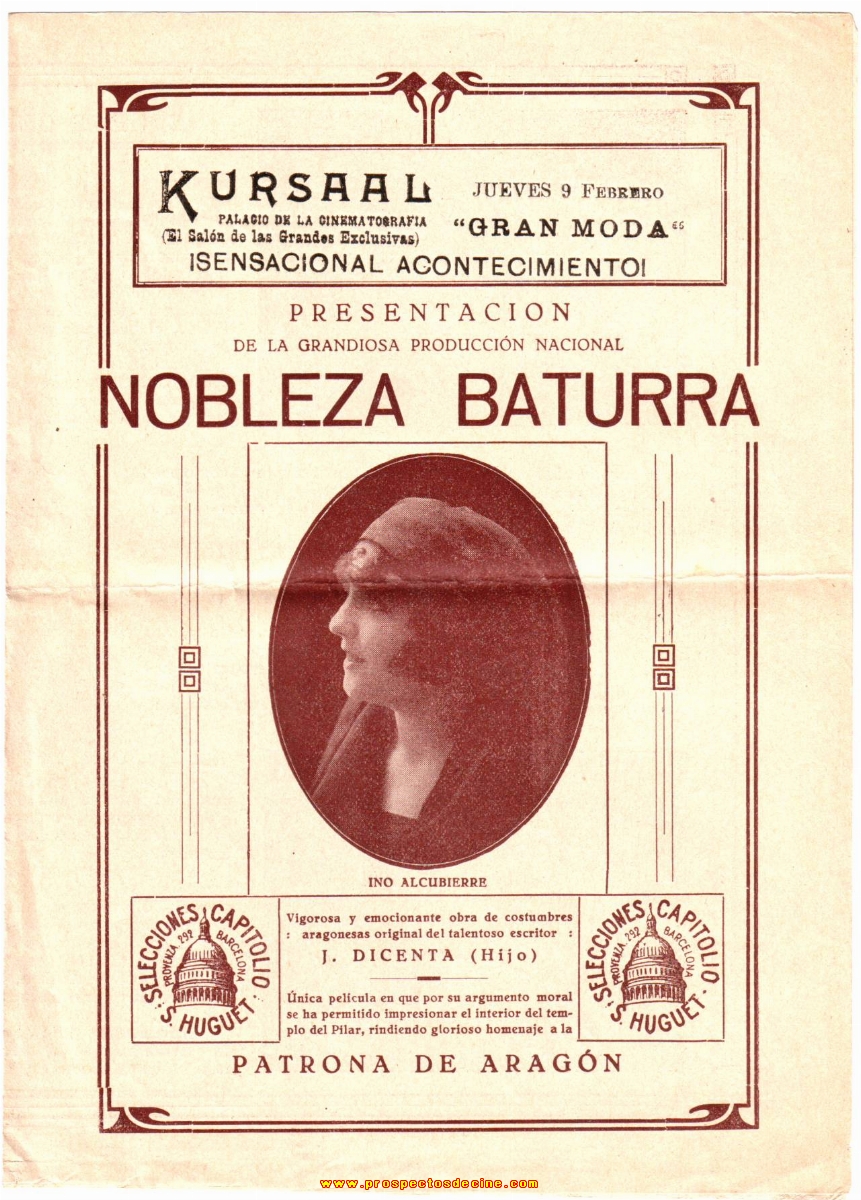 KURSAAL
PALACIO DE LA CINEMATOGRAFIA
(El Salón de las Grandes Exclusivas)
JUEVES 9 FEBRERO
"GRAN MODA"
¡SENSACIONAL ACONTECIMIENTO!
PRESENTACION
DE LA GRANDIOSA PRODUCCIÓN NACIONAL
NOBLEZA BATURRA
INO ALCUBIERRE
SELECCIONES CAPITOLIO
PROVENZA, 292 BARCELONA
· S. HUGUET ·
Vigorosa y emocionante obra de costumbres
: aragonesas original del talentoso escritor :
J. DICENTA (Hijo)
Única película en que por su argumento moral
se ha permitido impresionar el interior del tem-
plo del Pilar, rindiendo glorioso homenaje a la
SELECCIONES CAPITOLIO
PROVENZA, 292 BARCELONA
· S. HUGUET ·
PATRONA DE ARAGÓN
www.prospectosdecine.com